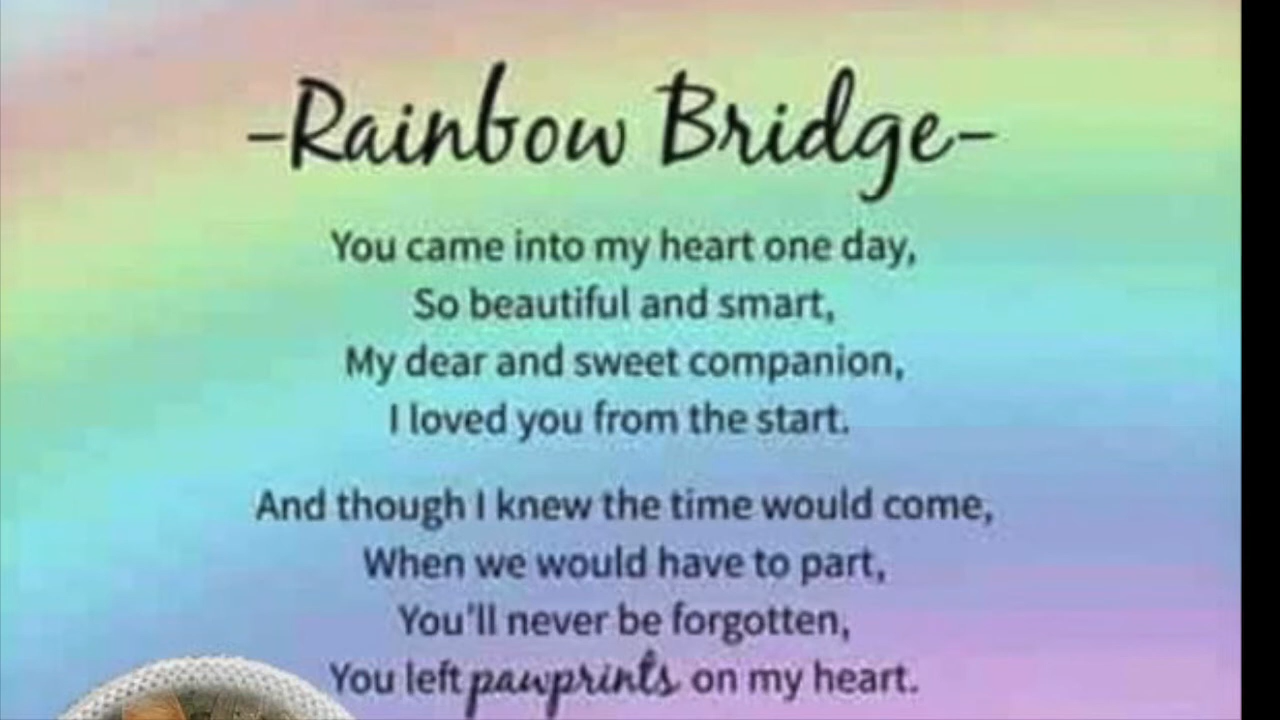 -Rainbow Bridge-
You came into my heart one day,
So beautiful and smart,
My dear and sweet companion,
I loved you from the start.
And though I knew the time would come,
When we would have to part,
You'll never be forgotten,
You left pawprints on my heart.